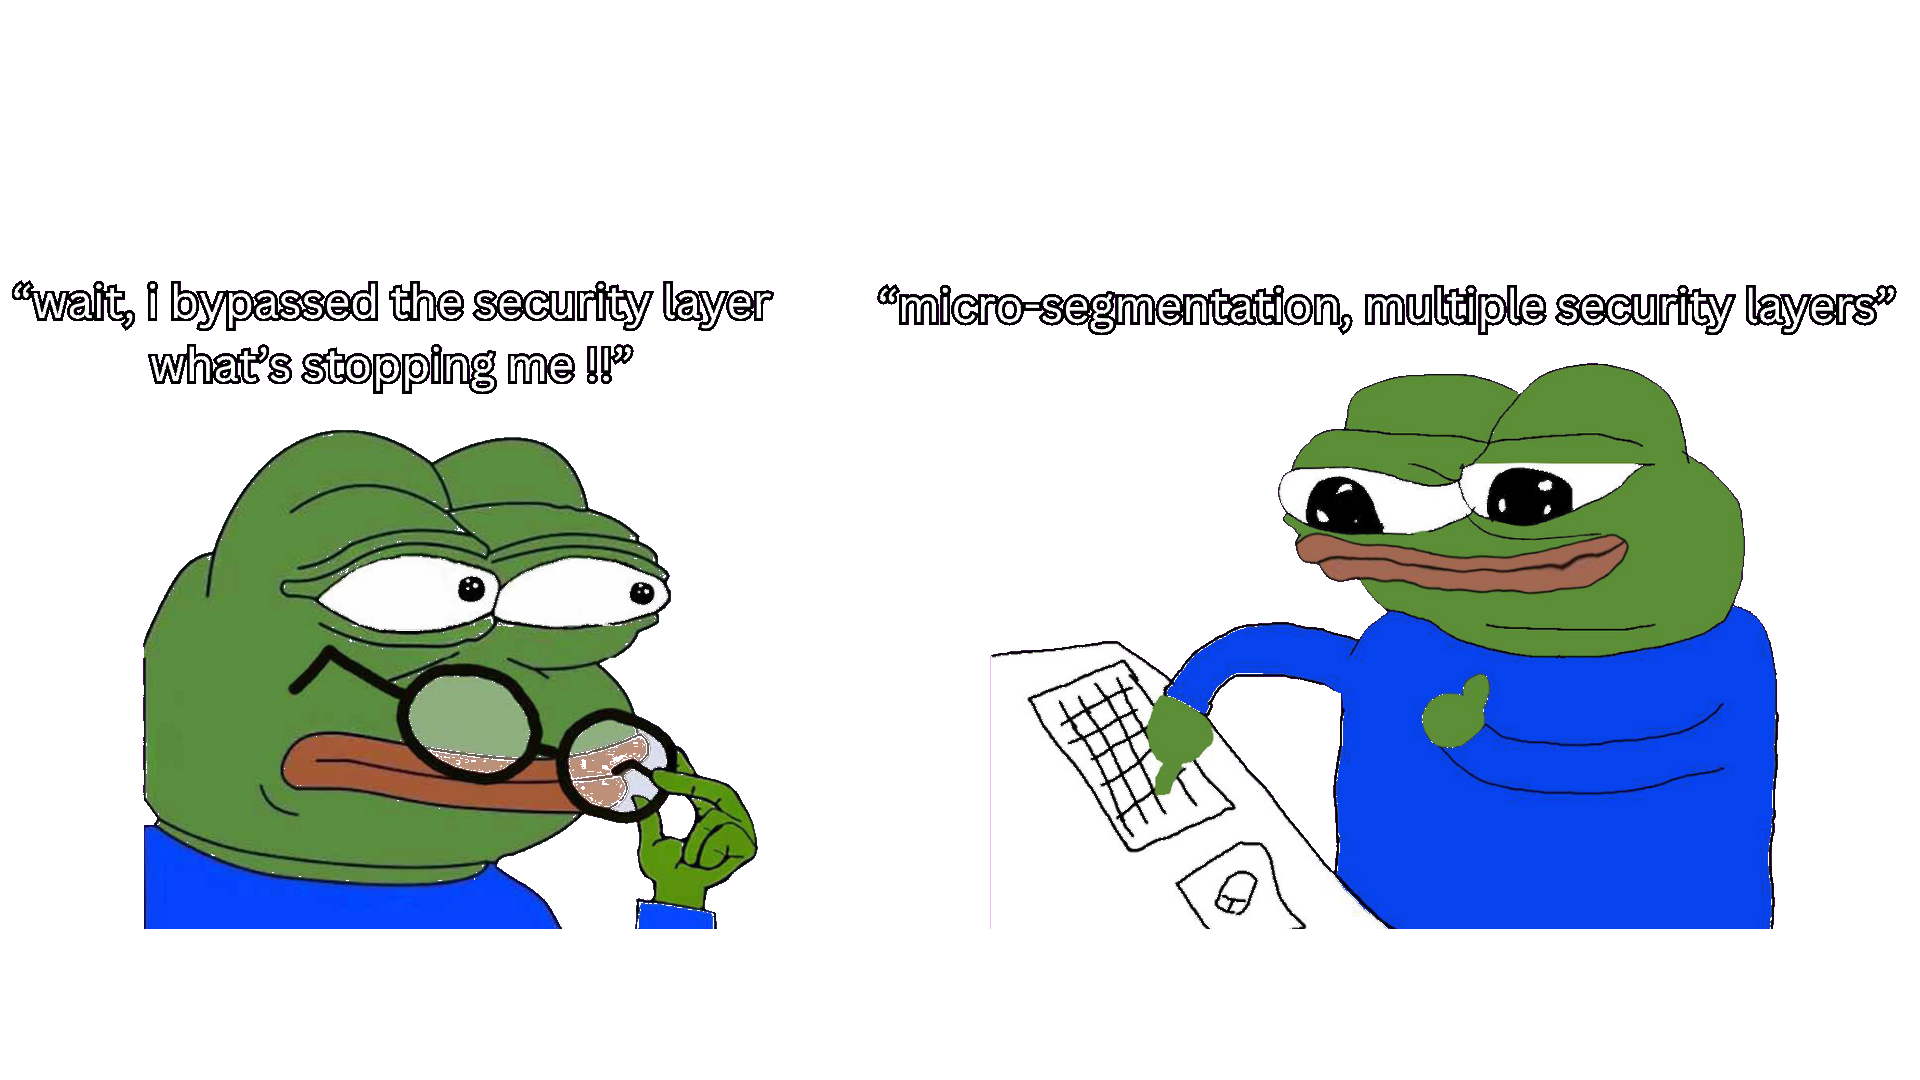 “wait, i bypassed the security layer
what’s stopping me !!”
“micro-segmentation, multiple security layers”